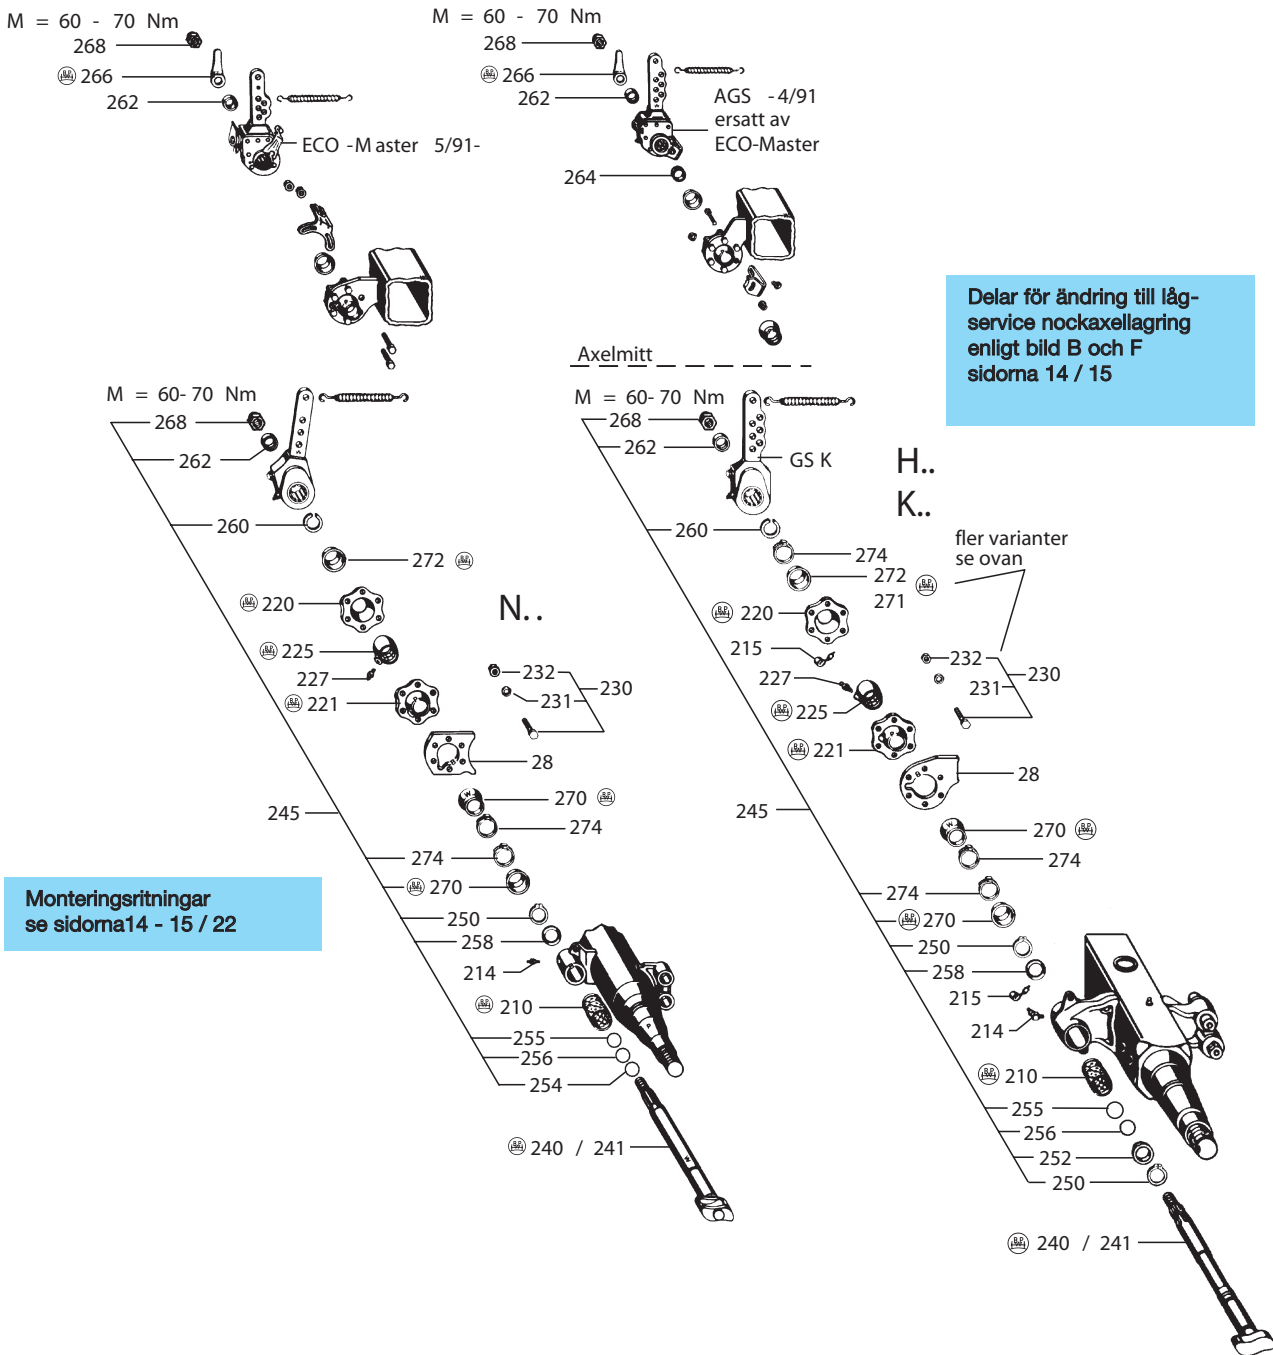 M = 60 - 70 Nm
268
266
262
ECO -Master 5/91-
M = 60 - 70 Nm
268
266
262
AGS - 4/91
ersatt av
ECO-Master
264
Axelmitt
Delar för ändring till låg-
service nockaxellagring
enligt bild B och F
sidorna 14 / 15
M = 60-70 Nm
268
262
260
272
220
225
227
221
N..
232
231
230
28
270
274
245
274
270
250
258
214
210
255
256
254
240 / 241
Monteringsritningar
se sidorna14 - 15 / 22
M = 60-70 Nm
268
262
GS K
H..
K..
fler varianter
se ovan
260
274
272
271
220
215
227
225
221
232
231
230
28
270
274
245
274
270
250
258
215
214
210
255
256
252
250
240 / 241